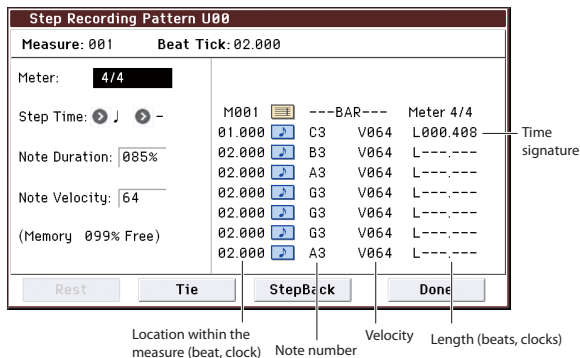 Step Recording Pattern U00
Measure: 001 Beat Tick: 02.000
Meter: 4/4
Step Time: ♩ -
Note Duration: 085%
Note Velocity: 64
(Memory 099% Free)
M001 ---BAR--- Meter 4/4
01.000 C3 V064 L000.408
02.000 B3 V064 L---.---
02.000 A3 V064 L---.---
02.000 G3 V064 L---.---
02.000 G3 V064 L---.---
02.000 G3 V064 L---.---
02.000 A3 V064 L---.---
Time
signature
Rest Tie StepBack Done
Location within the
measure (beat, clock)
Note number
Velocity
Length (beats, clocks)